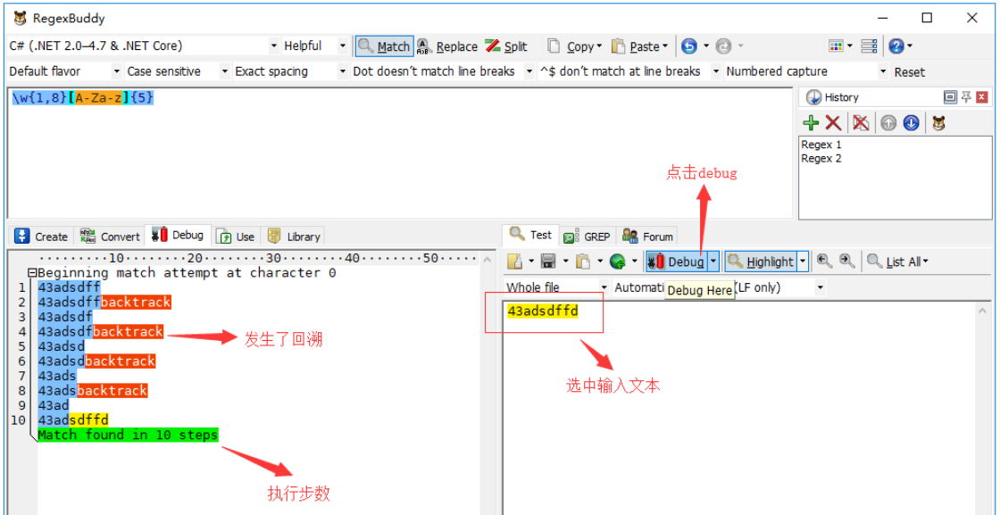 RegexBuddy
C# (.NET 2.0–4.7 & .NET Core) Helpful Match Replace Split Copy Paste
Default flavor Case sensitive Exact spacing Dot doesn't match line breaks ^$ don't match at line breaks Numbered capture Reset
\w{1,8}[A-Za-z]{5}
History
Regex 1
Regex 2
点击debug
Create Convert Debug Use Library
Test GREP Forum
·········10········20········30········40········50·····
Debug Highlight List All
Beginning match attempt at character 0
Whole file Automati Debug Here (LF only)
1 43adsdff
2 43adsdffbacktrack
3 43adsdf
4 43adsdfbacktrack
5 43adsd
6 43adsdbacktrack
7 43ads
8 43adsbacktrack
9 43ad
10 43adsdffd
Match found in 10 steps
43adsdffd
发生了回溯
选中输入文本
执行步数